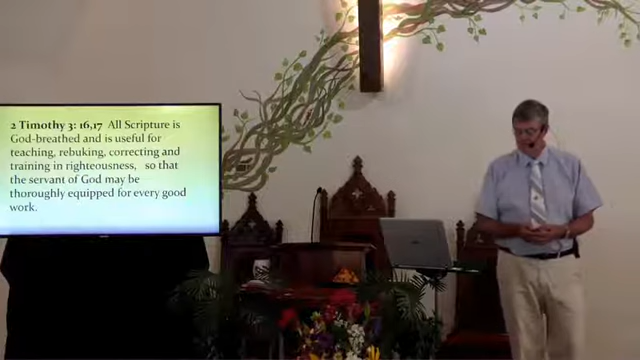 2 Timothy 3: 16,17 All Scripture is
God-breathed and is useful for
teaching, rebuking, correcting and
training in righteousness, so that
the servant of God may be
thoroughly equipped for every good
work.